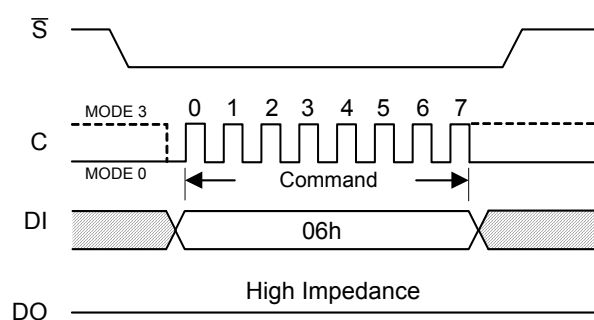 S̅
MODE 3
0 1 2 3 4 5 6 7
C
MODE 0
Command
DI
06h
High Impedance
DO